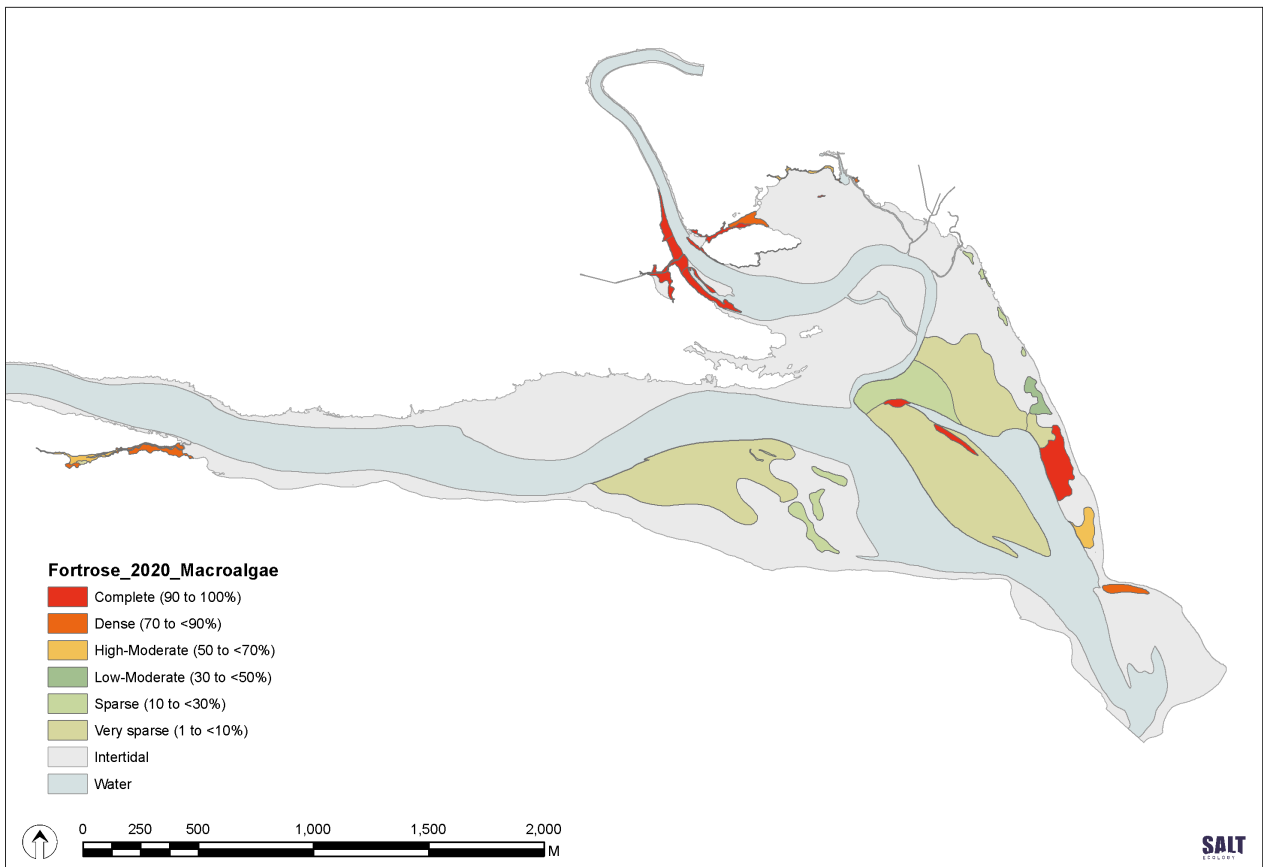 Fortrose_2020_Macroalgae
Complete (90 to 100%)
Dense (70 to <90%)
High-Moderate (50 to <70%)
Low-Moderate (30 to <50%)
Sparse (10 to <30%)
Very sparse (1 to <10%)
Intertidal
Water
0 250 500 1,000 1,500 2,000
M
SALT
ECOLOGY